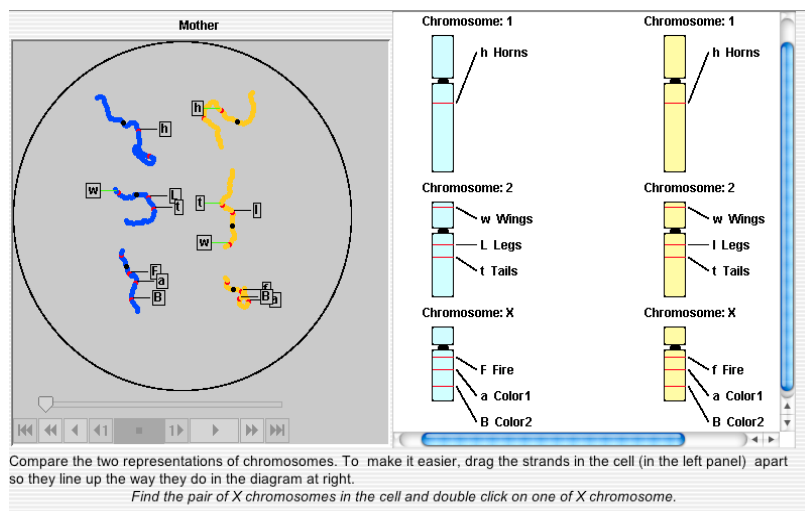 Mother
h
h
w
L
t
t
l
w
F
a
B
f
B
a
1
1
Chromosome: 1
Chromosome: 1
h Horns
h Horns
Chromosome: 2
Chromosome: 2
w Wings
w Wings
L Legs
l Legs
t Tails
t Tails
Chromosome: X
Chromosome: X
F Fire
f Fire
a Color1
a Color1
B Color2
B Color2
Compare the two representations of chromosomes. To make it easier, drag the strands in the cell (in the left panel) apart
so they line up the way they do in the diagram at right.
Find the pair of X chromosomes in the cell and double click on one of X chromosome.